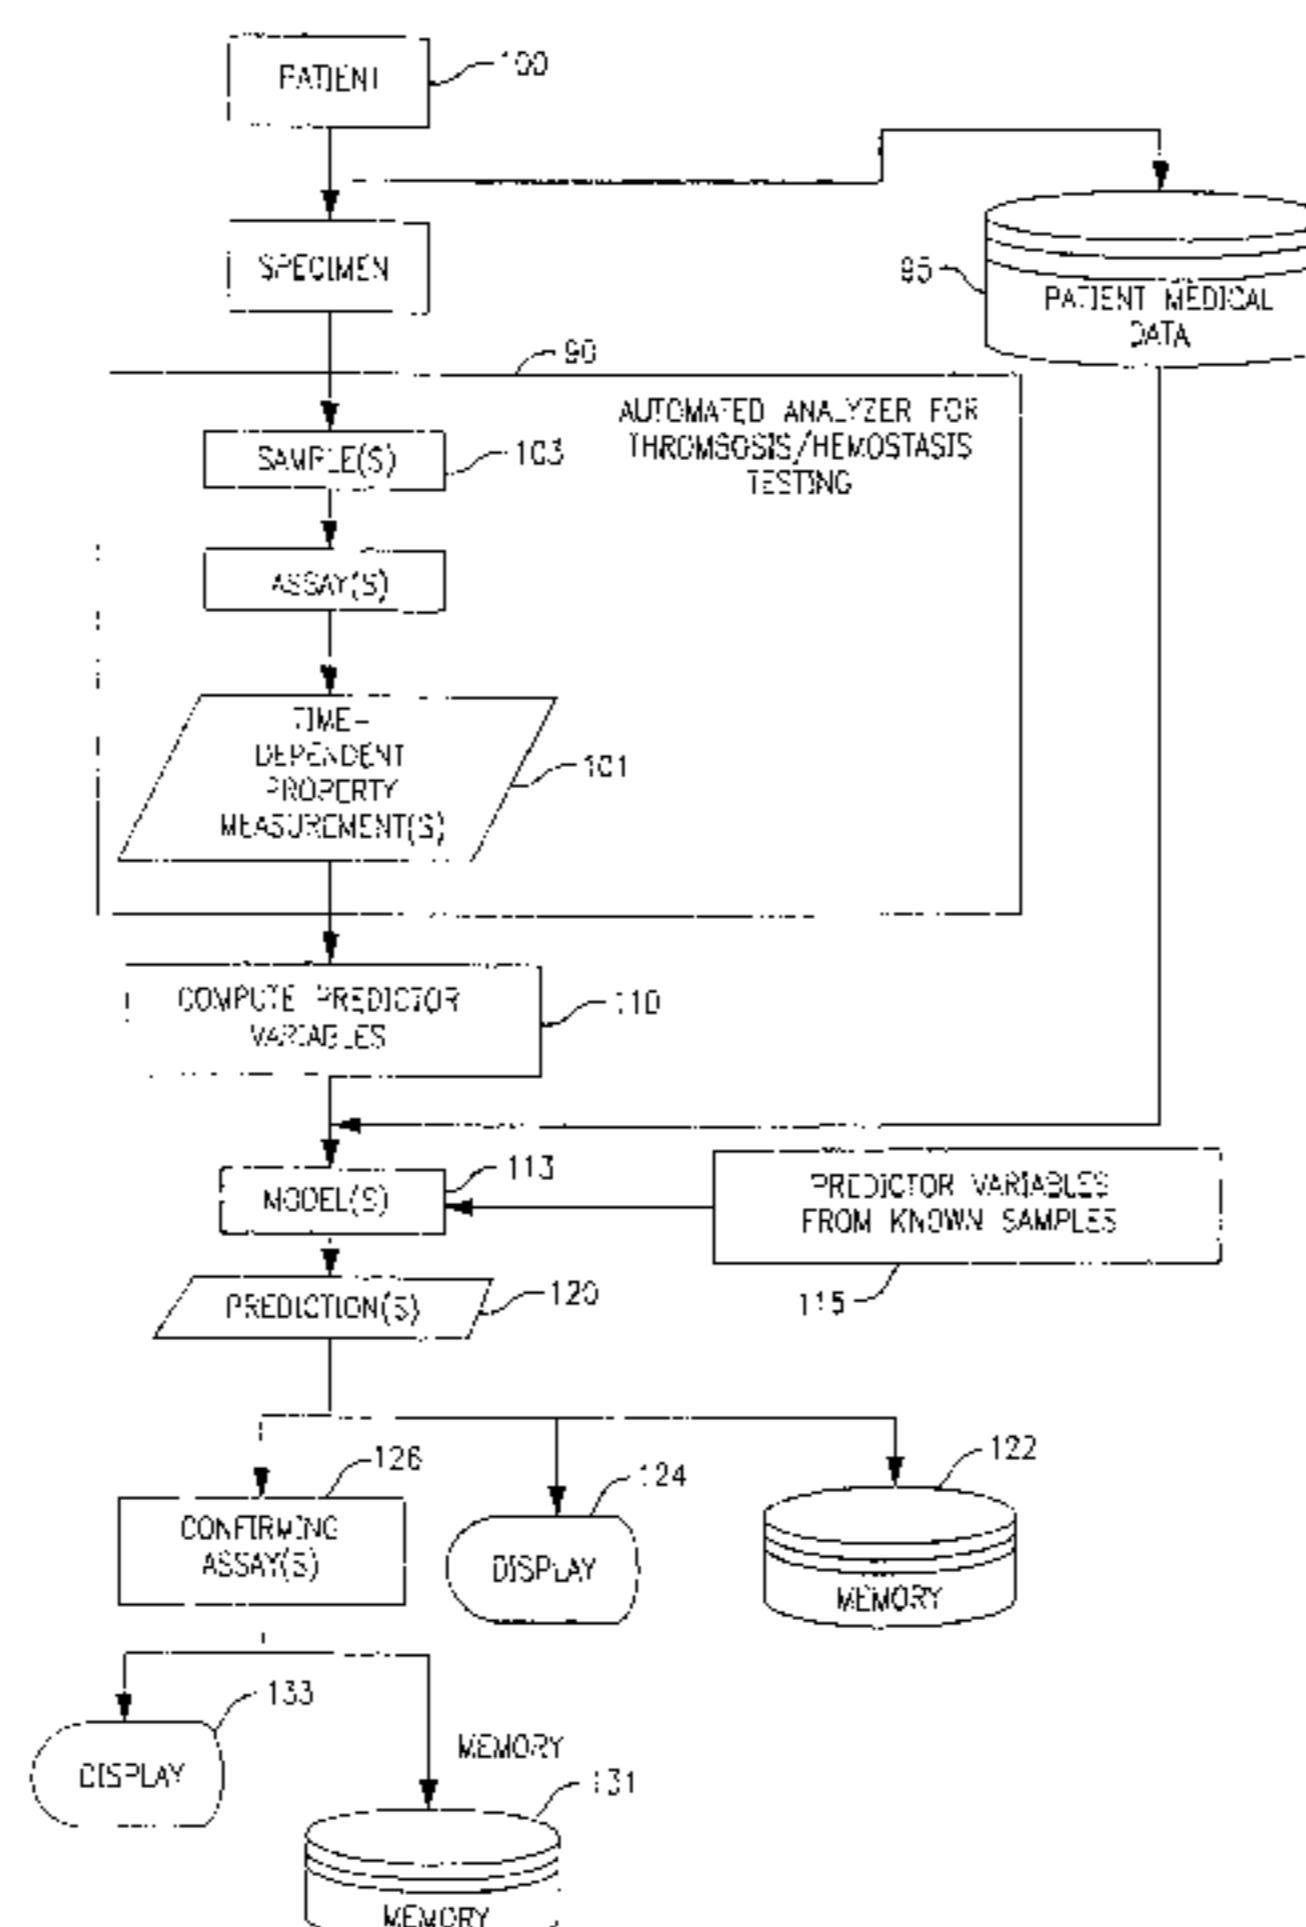 PATIENT
100
SPECIMEN
95
PATIENT MEDICAL
DATA
90
AUTOMATED ANALYZER FOR
THROMBOSIS/HEMOSTASIS
TESTING
SAMPLE(S)
103
ASSAY(S)
TIME-
DEPENDENT
PROPERTY
MEASUREMENT(S)
101
COMPUTE PREDICTOR
VARIABLES
110
MODEL(S)
113
PREDICTOR VARIABLES
FROM KNOWN SAMPLES
115
PREDICTION(S)
120
126
CONFIRMING
ASSAY(S)
124
DISPLAY
122
MEMORY
133
DISPLAY
MEMORY
131
MEMORY